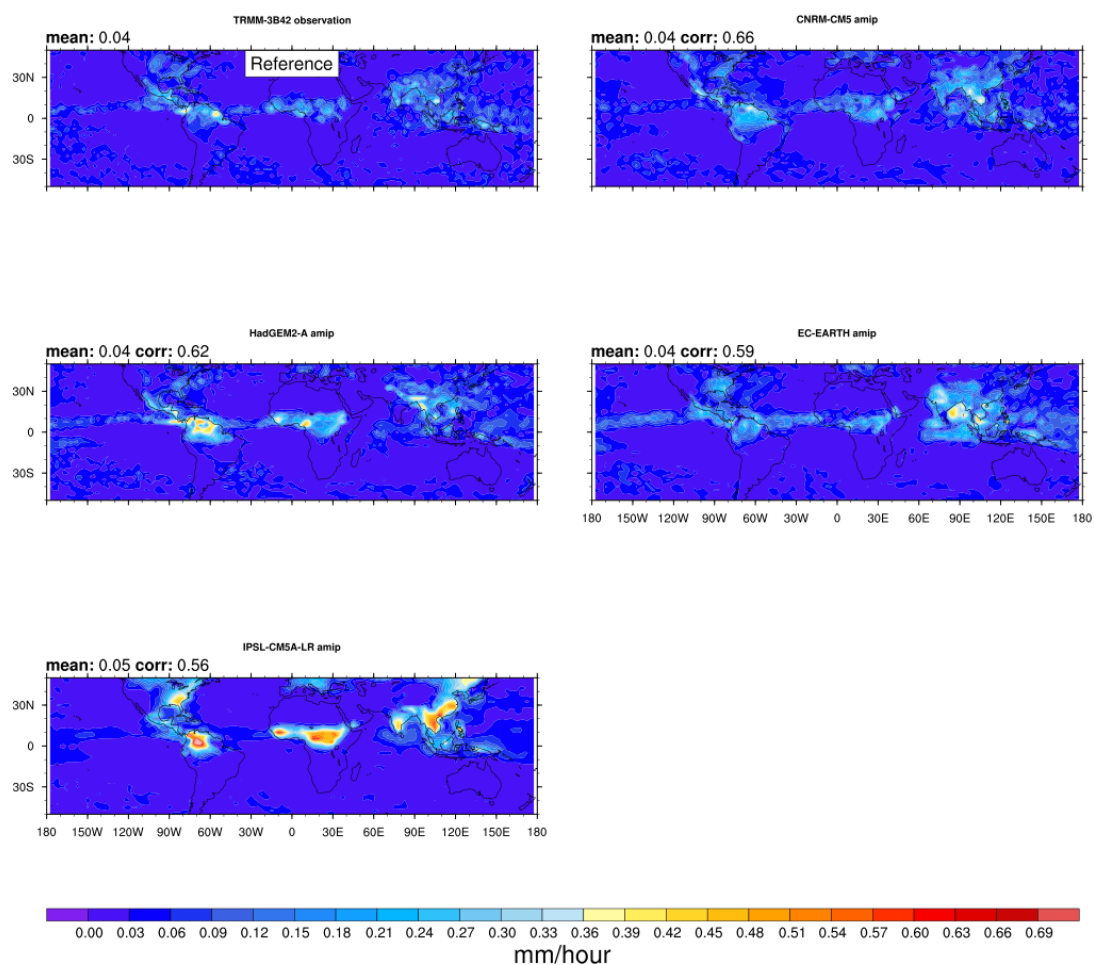 TRMM-3B42 observation
mean: 0.04
Reference
30N
0
30S
CNRM-CM5 amip
mean: 0.04 corr: 0.66
30N
0
30S
HadGEM2-A amip
mean: 0.04 corr: 0.62
30N
0
30S
EC-EARTH amip
mean: 0.04 corr: 0.59
30N
0
30S
180 150W 120W 90W 60W 30W 0 30E 60E 90E 120E 150E 180
IPSL-CM5A-LR amip
mean: 0.05 corr: 0.56
30N
0
30S
180 150W 120W 90W 60W 30W 0 30E 60E 90E 120E 150E 180
0.00 0.03 0.06 0.09 0.12 0.15 0.18 0.21 0.24 0.27 0.30 0.33 0.36 0.39 0.42 0.45 0.48 0.51 0.54 0.57 0.60 0.63 0.66 0.69
mm/hour